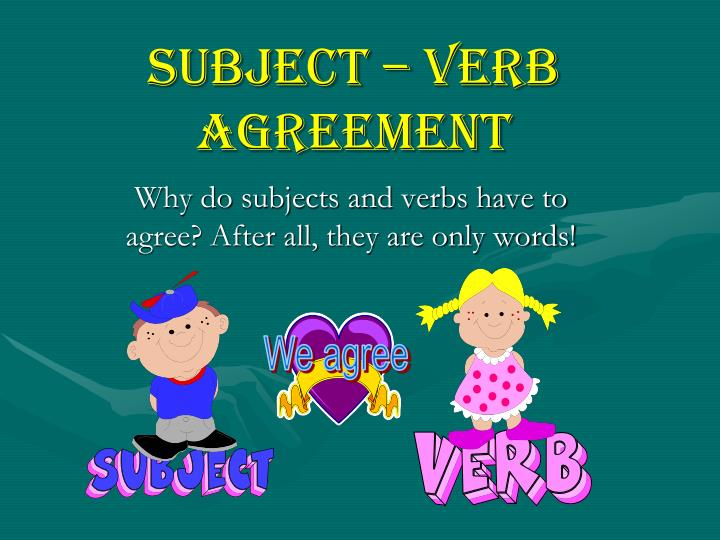 SUBJECT – VERB
AGREEMENT
Why do subjects and verbs have to
agree? After all, they are only words!
We agree
SUBJECT
VERB